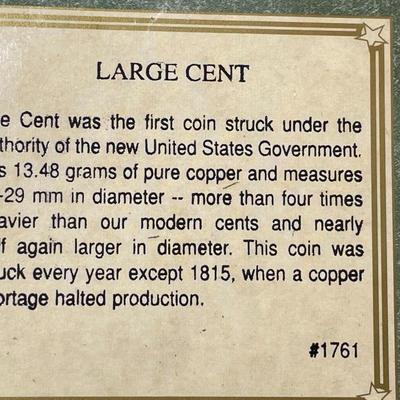 LARGE CENT
e Cent was the first coin struck under the
thority of the new United States Government.
s 13.48 grams of pure copper and measures
-29 mm in diameter -- more than four times
avier than our modern cents and nearly
f again larger in diameter. This coin was
uck every year except 1815, when a copper
ortage halted production.
#1761